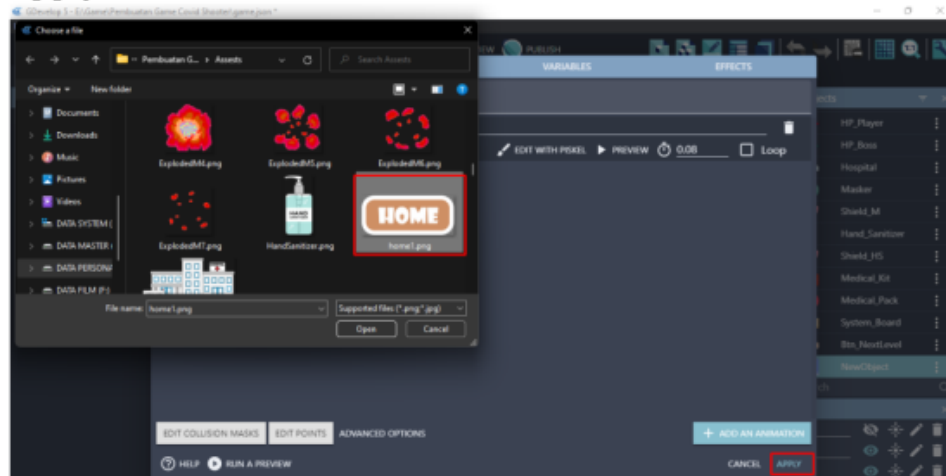 GDevelop 5 - E:\Game\Pembuatan Game Covid Shooter\game.json *
Choose a file
Pembuatan G... > Assests
Search Assests
VIEW
PUBLISH
Organize
New folder
VARIABLES
EFFECTS
Documents
Downloads
Music
Pictures
Videos
DATA SYSTEM (
DATA MASTER (
DATA PERSONA
DATA FILM (F:)
ExplodedM4.png
ExplodedM5.png
ExplodedM6.png
HAND
HOME
ExplodedM7.png
HandSanitizer.png
home1.png
File name:
home1.png
Supported files (*.png;*.jpg)
Open
Cancel
EDIT WITH PISKEL
PREVIEW
0.08
Loop
HP_Player
HP_Boss
Hospital
Masker
Shield_M
Hand_Sanitizer
Shield_HS
Medical_Kit
Medical_Pack
System_Board
Btn_NextLevel
NewObject
EDIT COLLISION MASKS
EDIT POINTS
ADVANCED OPTIONS
+ ADD AN ANIMATION
HELP
RUN A PREVIEW
CANCEL
APPLY